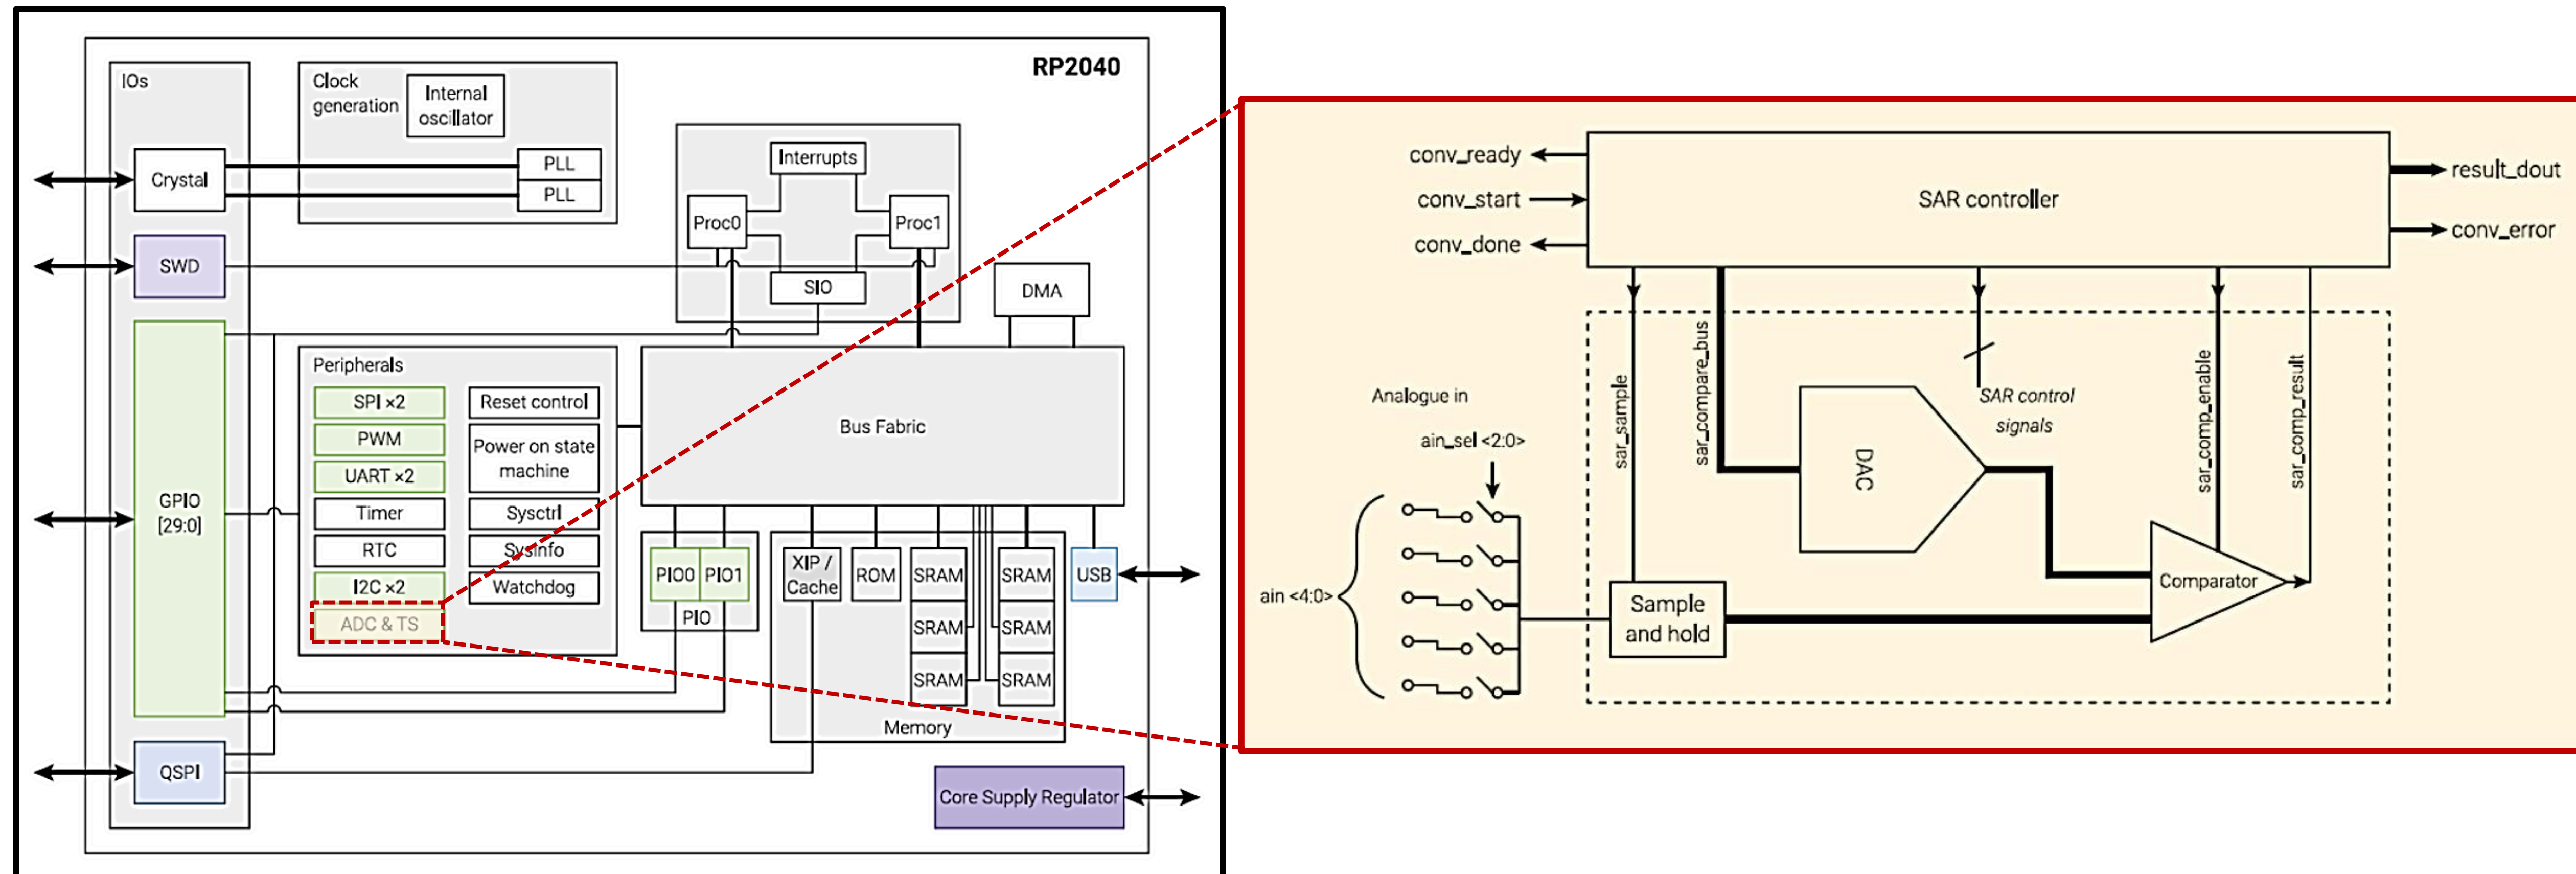 RP2040
IOs
Clock
generation
Internal
oscillator
Crystal
PLL
PLL
Interrupts
Proc0
Proc1
SWD
SIO
DMA
GPIO
[29:0]
Peripherals
SPI ×2
PWM
UART ×2
Timer
RTC
I2C ×2
ADC & TS
Reset control
Power on state
machine
Sysctrl
Sysinfo
Watchdog
Bus Fabric
PIO0
PIO1
PIO
XIP /
Cache
ROM
SRAM
SRAM
SRAM
SRAM
SRAM
SRAM
Memory
USB
QSPI
Core Supply Regulator
conv_ready
conv_start
conv_done
SAR controller
result_dout
conv_error
sar_sample
sar_compare_bus
SAR control
signals
sar_comp_enable
sar_comp_result
Analogue in
ain_sel <2:0>
ain <4:0>
DAC
Sample
and hold
Comparator